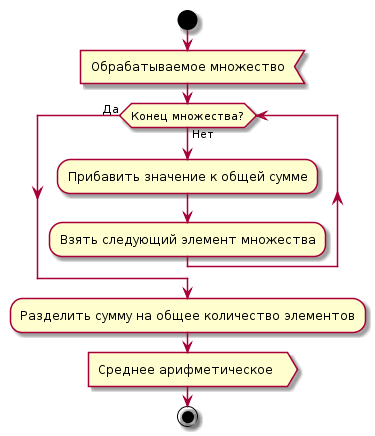 Обрабатываемое множество
Да
Конец множества?
Нет
Прибавить значение к общей сумме
Взять следующий элемент множества
Разделить сумму на общее количество элементов
Среднее арифметическое